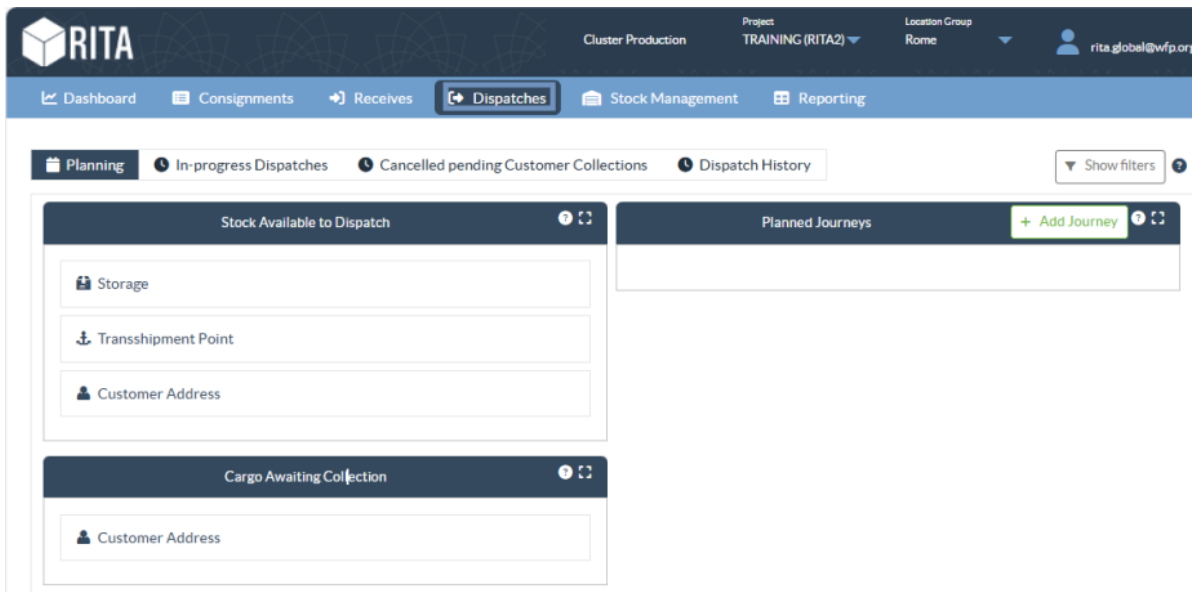 RITA
Cluster Production
Project
TRAINING (RITA2)
Location Group
Rome
rita.global@wfp.org
Dashboard Consignments Receives Dispatches Stock Management Reporting
Planning In-progress Dispatches Cancelled pending Customer Collections Dispatch History Show filters ?
Stock Available to Dispatch ?
Planned Journeys + Add Journey ?
Storage
Transshipment Point
Customer Address
Cargo Awaiting Collection ?
Customer Address